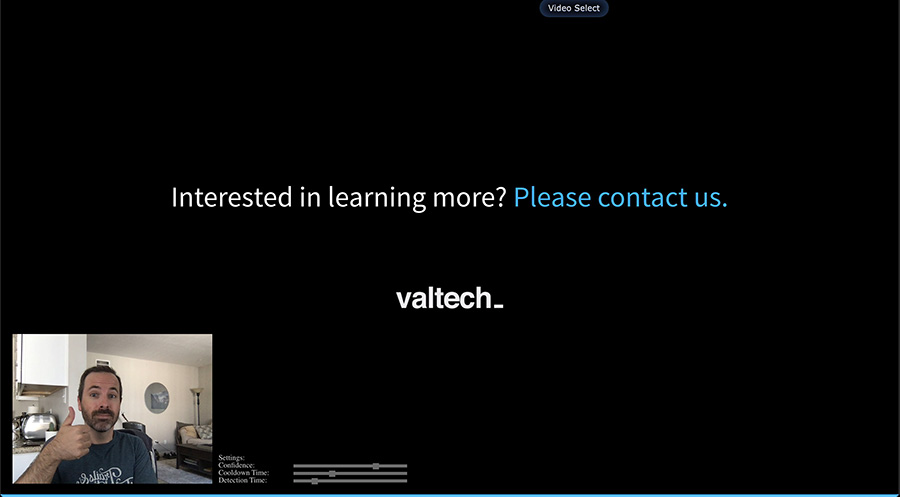 Video Select
Interested in learning more? Please contact us.
valtech_
Settings:
Confidence:
Cooldown Time:
Detection Time: